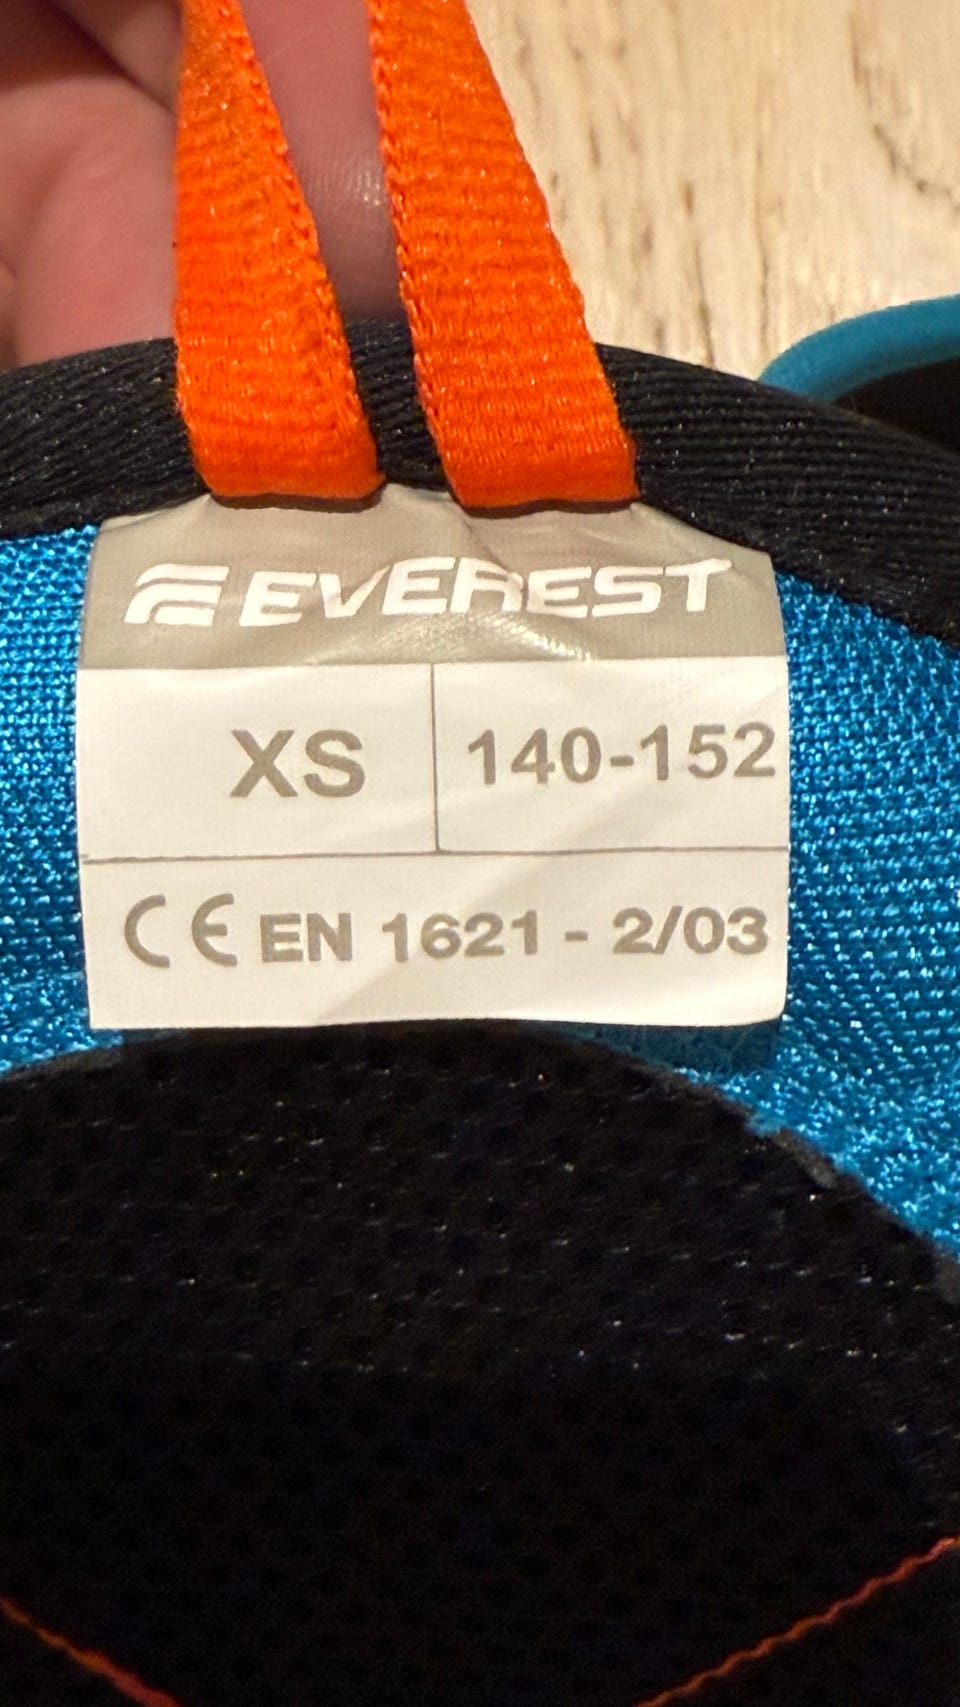 EVEREST
XS 140-152
CE EN 1621 - 2/03